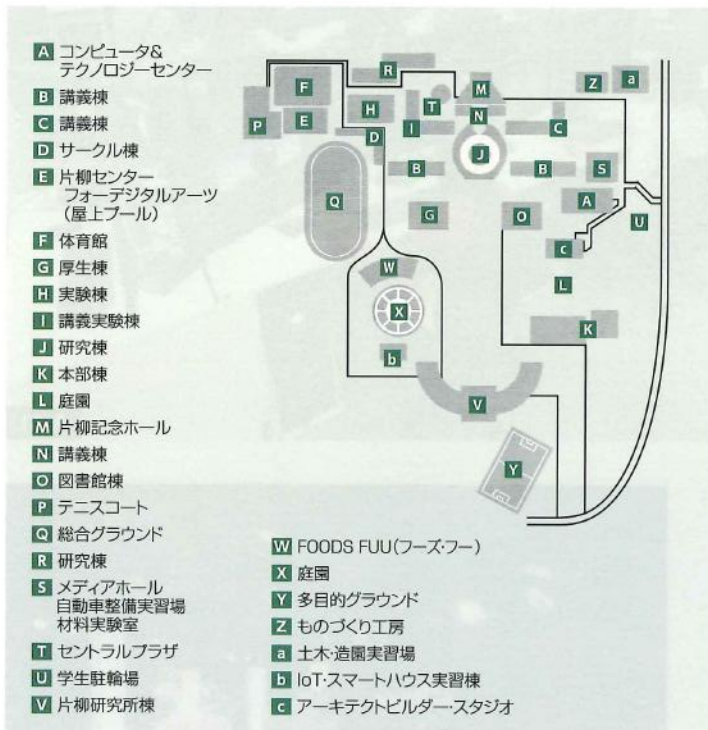 A コンピュータ&
テクノロジーセンター
B 講義棟
C 講義棟
D サークル棟
E 片柳センター
フォーデジタルアーツ
(屋上プール)
F 体育館
G 厚生棟
H 実験棟
I 講義実験棟
J 研究棟
K 本部棟
L 庭園
M 片柳記念ホール
N 講義棟
O 図書館棟
P テニスコート
Q 総合グラウンド
R 研究棟
S メディアホール
自動車整備実習場
材料実験室
T セントラルプラザ
U 学生駐輪場
V 片柳研究所棟
W FOODS FUU(フーズ・フー)
X 庭園
Y 多目的グラウンド
Z ものづくり工房
a 土木・造園実習場
b IoT・スマートハウス実習棟
c アーキテクトビルダー・スタジオ
R
F
M
Z
a
T
H
N
P
E
I
C
D
J
B
B
S
Q
A
G
O
U
c
W
L
X
K
b
V
Y